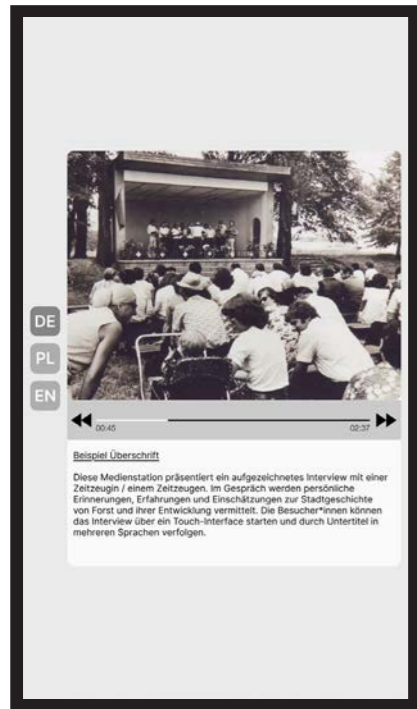 DE
PL
EN
00:45
02:37
Beispiel Überschrift
Diese Medienstation präsentiert ein aufgezeichnetes Interview mit einer
Zeitzeugin / einem Zeitzeugen. Im Gespräch werden persönliche
Erinnerungen, Erfahrungen und Einschätzungen zur Stadtgeschichte
von Forst und ihrer Entwicklung vermittelt. Die Besucher*innen können
das Interview über ein Touch-Interface starten und durch Untertitel in
mehreren Sprachen verfolgen.